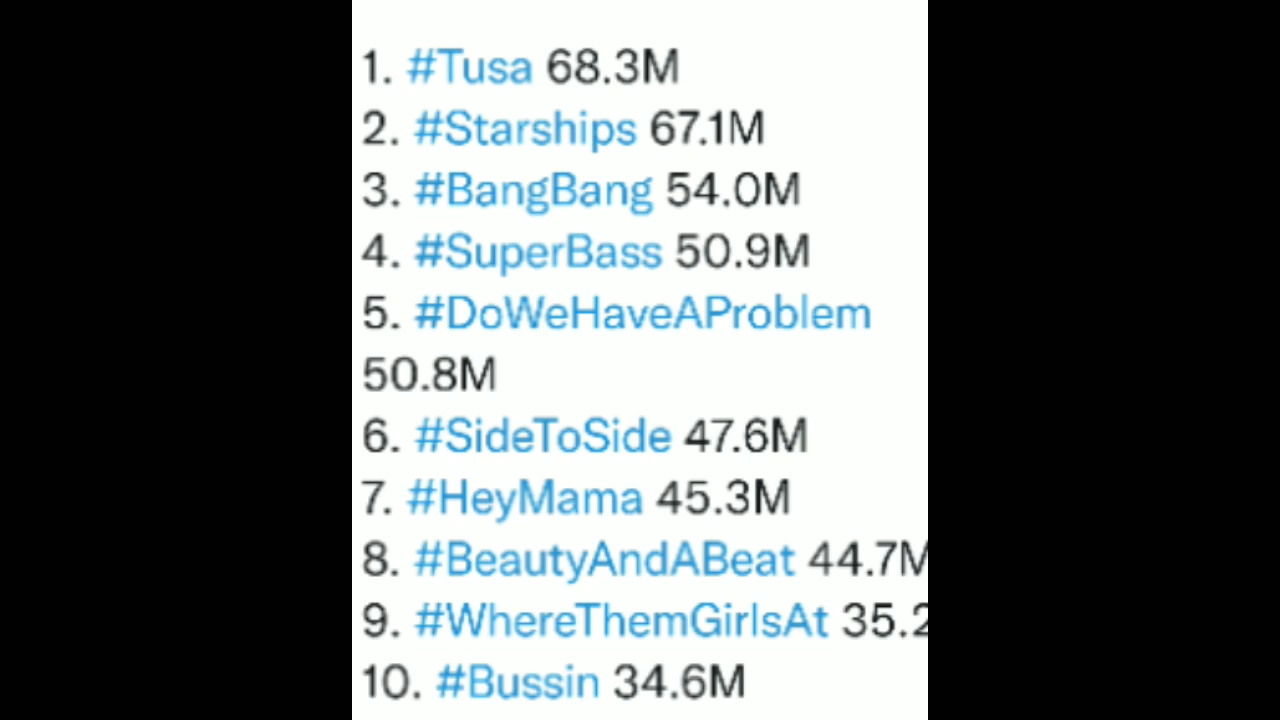 1. #Tusa 68.3M
2. #Starships 67.1M
3. #BangBang 54.0M
4. #SuperBass 50.9M
5. #DoWeHaveAProblem
50.8M
6. #SideToSide 47.6M
7. #HeyMama 45.3M
8. #BeautyAndABeat 44.7M
9. #WhereThemGirlsAt 35.2
10. #Bussin 34.6M